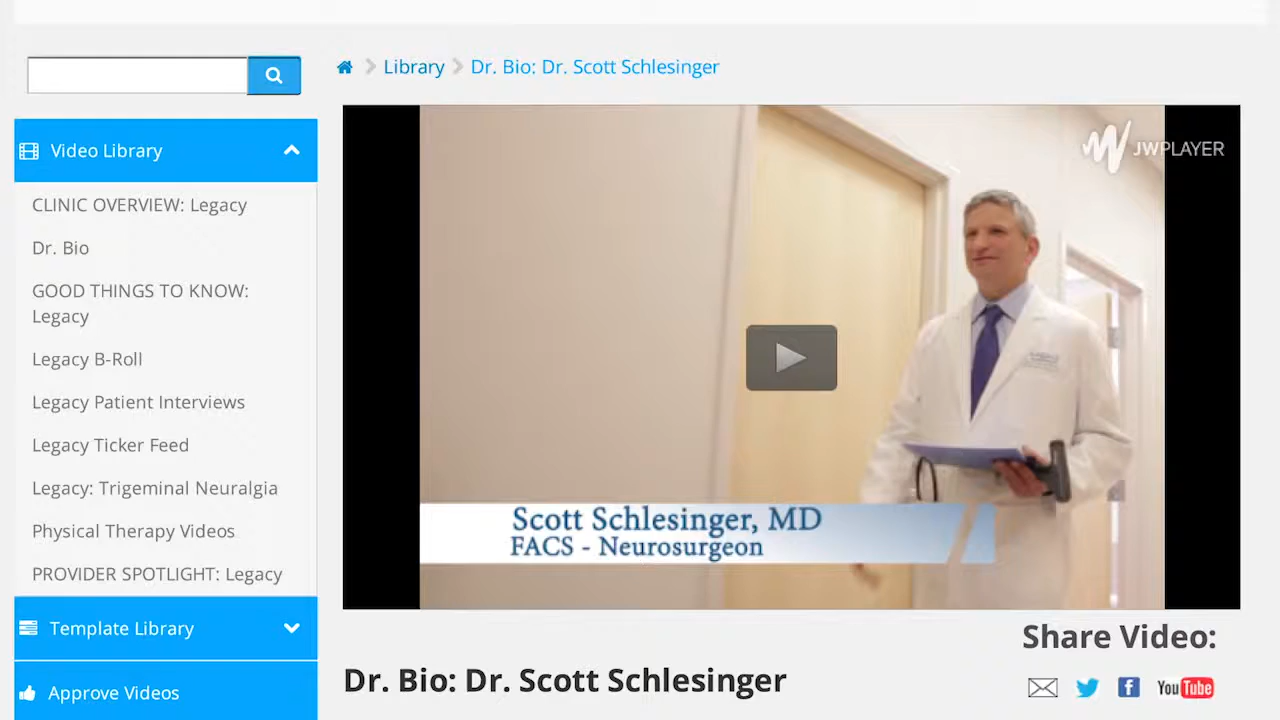 Library
Dr. Bio: Dr. Scott Schlesinger
Video Library
CLINIC OVERVIEW: Legacy
Dr. Bio
GOOD THINGS TO KNOW:
Legacy
Legacy B-Roll
Legacy Patient Interviews
Legacy Ticker Feed
Legacy: Trigeminal Neuralgia
Physical Therapy Videos
PROVIDER SPOTLIGHT: Legacy
Template Library
Approve Videos
JWPLAYER
Scott Schlesinger, MD
FACS - Neurosurgeon
Share Video:
Dr. Bio: Dr. Scott Schlesinger
YouTube